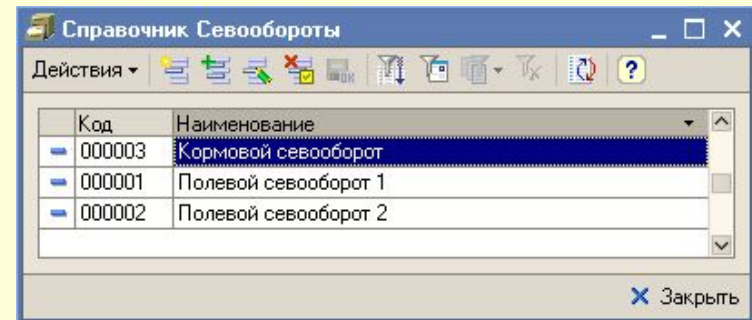 Справочник Севообороты
Действия
Код Наименование
000003 Кормовой севооборот
000001 Полевой севооборот 1
000002 Полевой севооборот 2
Закрыть